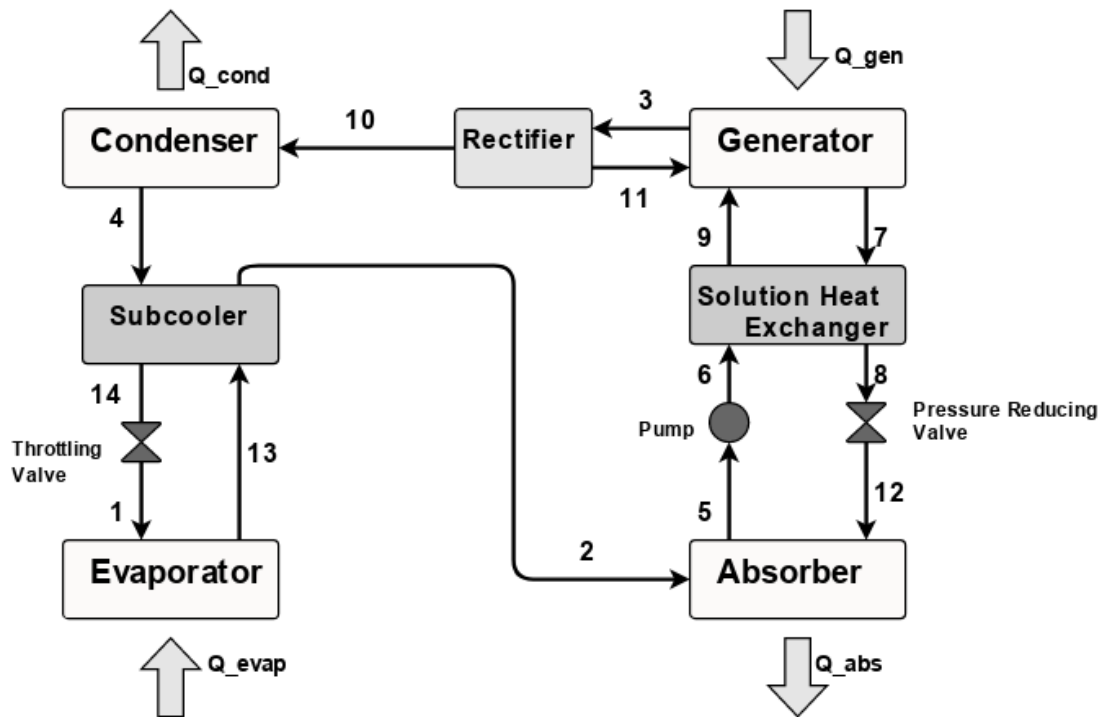 Q_cond
Q_gen
Condenser
10
Rectifier
3
Generator
11
4
9
7
Subcooler
Solution Heat
Exchanger
14
6
8
Throttling
Valve
13
Pump
Pressure Reducing
Valve
1
5
12
2
Evaporator
Absorber
Q_evap
Q_abs